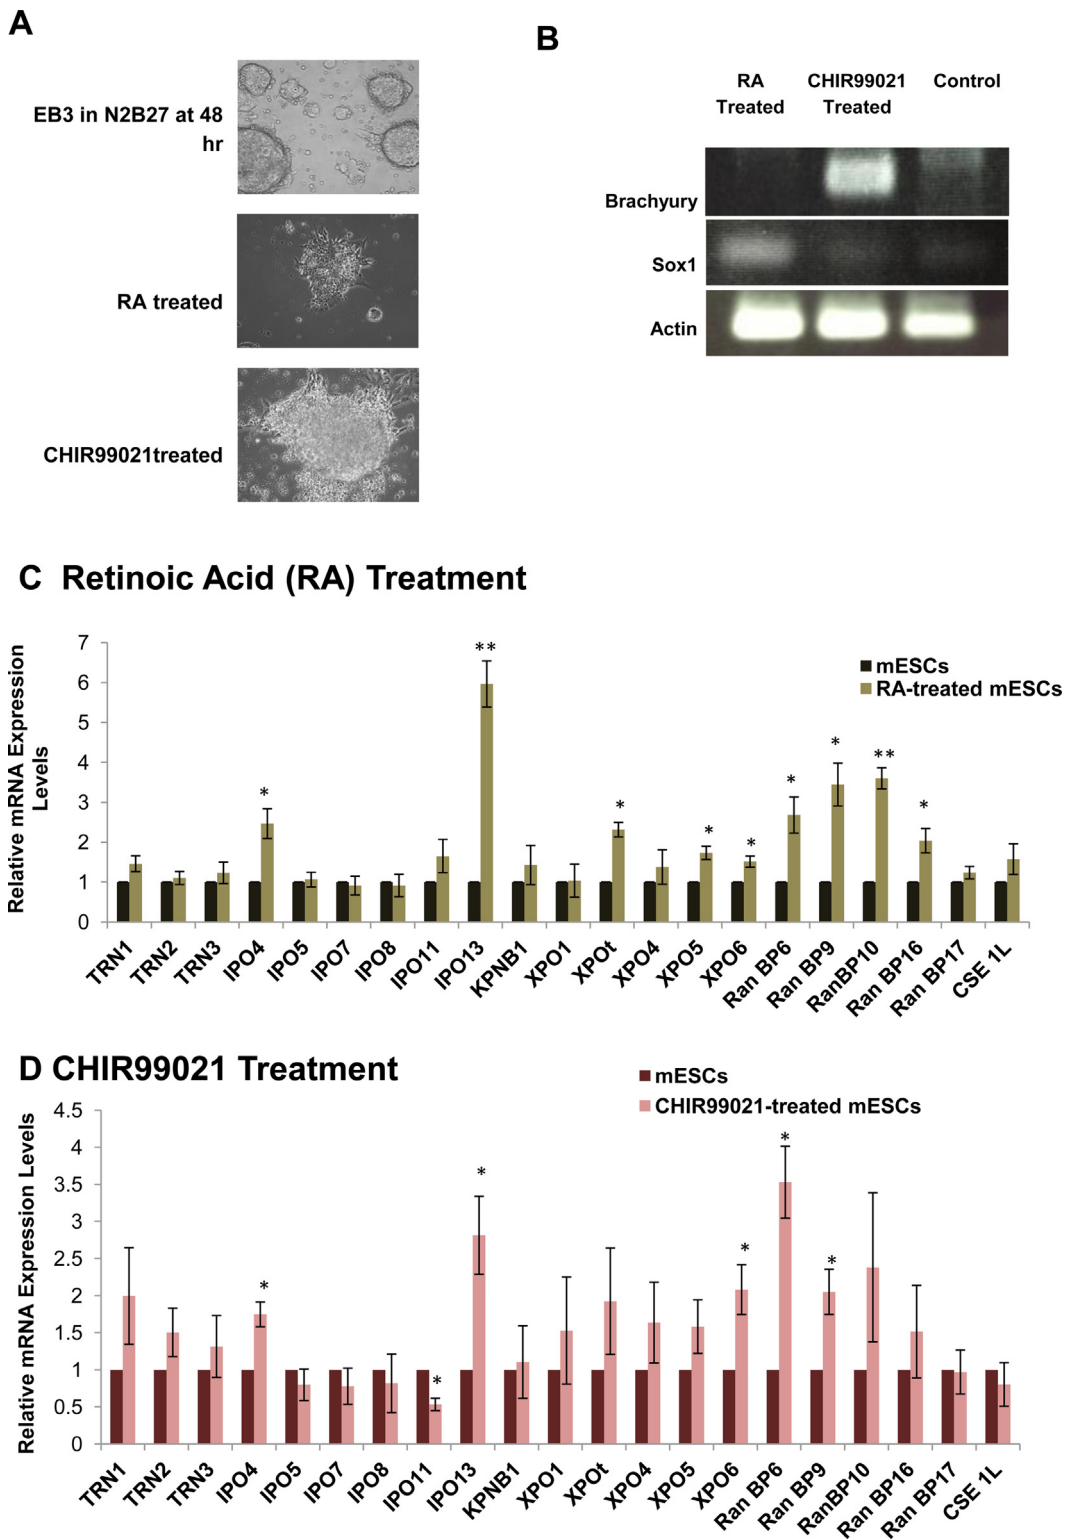 A
EB3 in N2B27 at 48
hr
RA treated
CHIR99021treated
B
RA
Treated
CHIR99021
Treated
Control
Brachyury
Sox1
Actin
C Retinoic Acid (RA) Treatment
Relative mRNA Expression
Levels
7
6
5
4
3
2
1
0
* ** * * * * * ** *
mESCs
RA-treated mESCs
TRN1
TRN2
TRN3
IPO4
IPO5
IPO7
IPO8
IPO11
IPO13
KPNB1
XPO1
XPOt
XPO4
XPO5
XPO6
Ran BP6
Ran BP9
RanBP10
Ran BP16
Ran BP17
CSE 1L
D CHIR99021 Treatment
Relative mRNA Expression Levels
4.5
4
3.5
3
2.5
2
1.5
1
0.5
0
* * * * * *
mESCs
CHIR99021-treated mESCs
TRN1
TRN2
TRN3
IPO4
IPO5
IPO7
IPO8
IPO11
IPO13
KPNB1
XPO1
XPOt
XPO4
XPO5
XPO6
Ran BP6
Ran BP9
RanBP10
Ran BP16
Ran BP17
CSE 1L